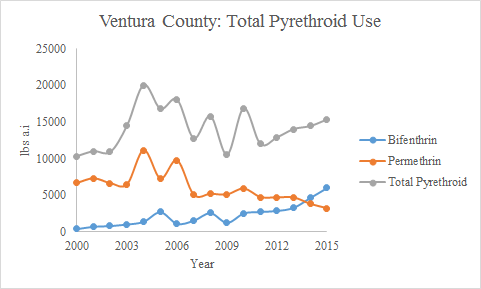 Ventura County: Total Pyrethroid Use
25000
20000
15000
10000
5000
0
lbs a.i
2000 2003 2006 2009 2012 2015
Year
Bifenthrin
Permethrin
Total Pyrethroid